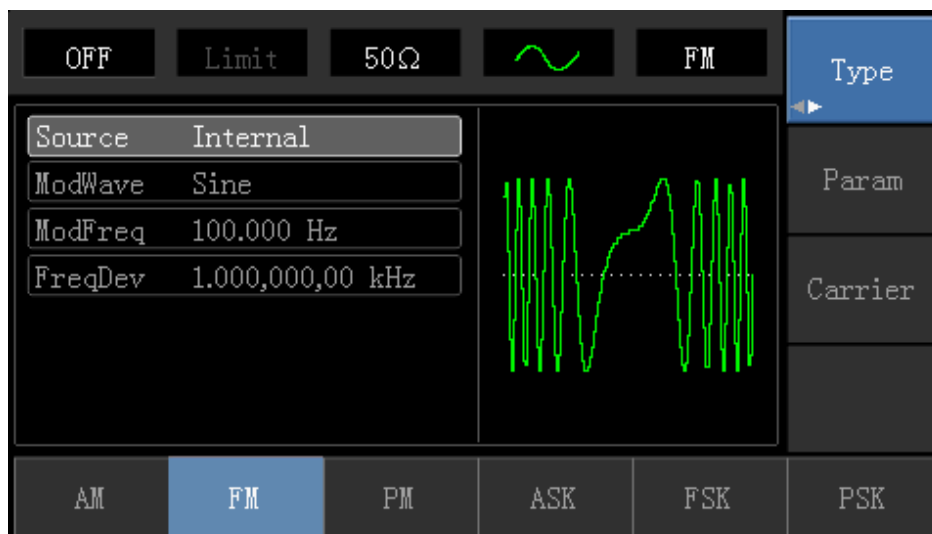 OFF Limit 50Ω FM Type
Source Internal
ModWave Sine
ModFreq 100.000 Hz
FreqDev 1.000,000,00 kHz
Param
Carrier
AM FM PM ASK FSK PSK